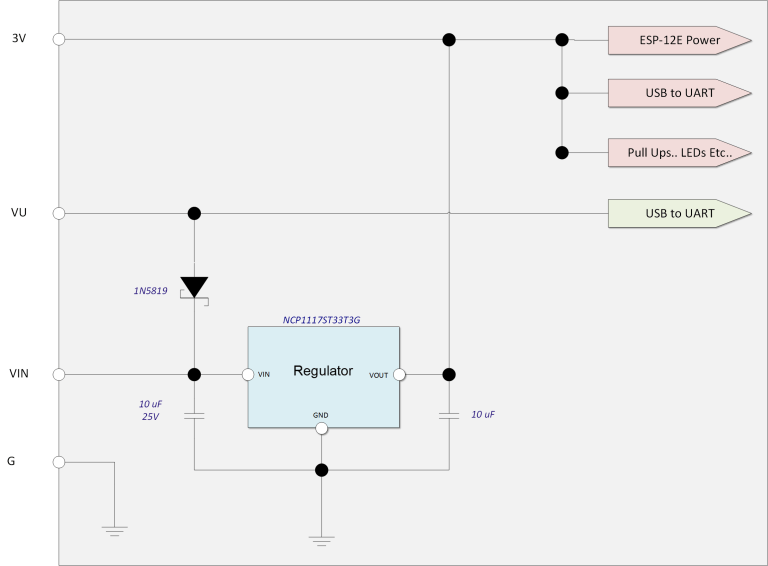 3V
ESP-12E Power
USB to UART
Pull Ups.. LEDs Etc..
VU
USB to UART
1N5819
NCP1117ST33T3G
VIN
VIN
Regulator
VOUT
10 uF
25V
GND
10 uF
G